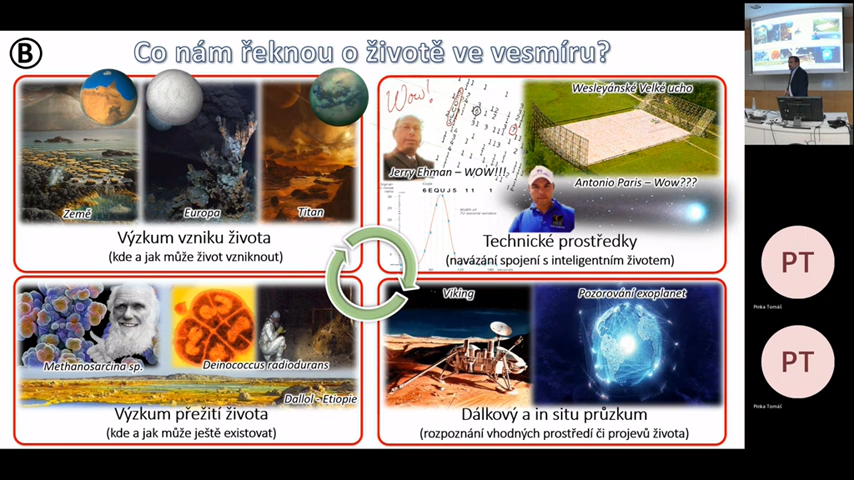 B
Co nám řeknou o životě ve vesmíru?
Země
Europa
Titan
Výzkum vzniku života
(kde a jak může život vzniknout)
Wow!
Wesleyánské Velké ucho
Jerry Ehman – WOW!!!
Antonio Paris – Wow???
6EQUJ5
Technické prostředky
(navázání spojení s inteligentním životem)
Methanosarcina sp.
Deinococcus radiodurans
Dallol - Etiopie
Výzkum přežití života
(kde a jak může ještě existovat)
Viking
Pozorování exoplanet
Dálkový a in situ průzkum
(rozpoznání vhodných prostředí či projevů života)
PT
Pinka Tomáš
PT
Pinka Tomáš